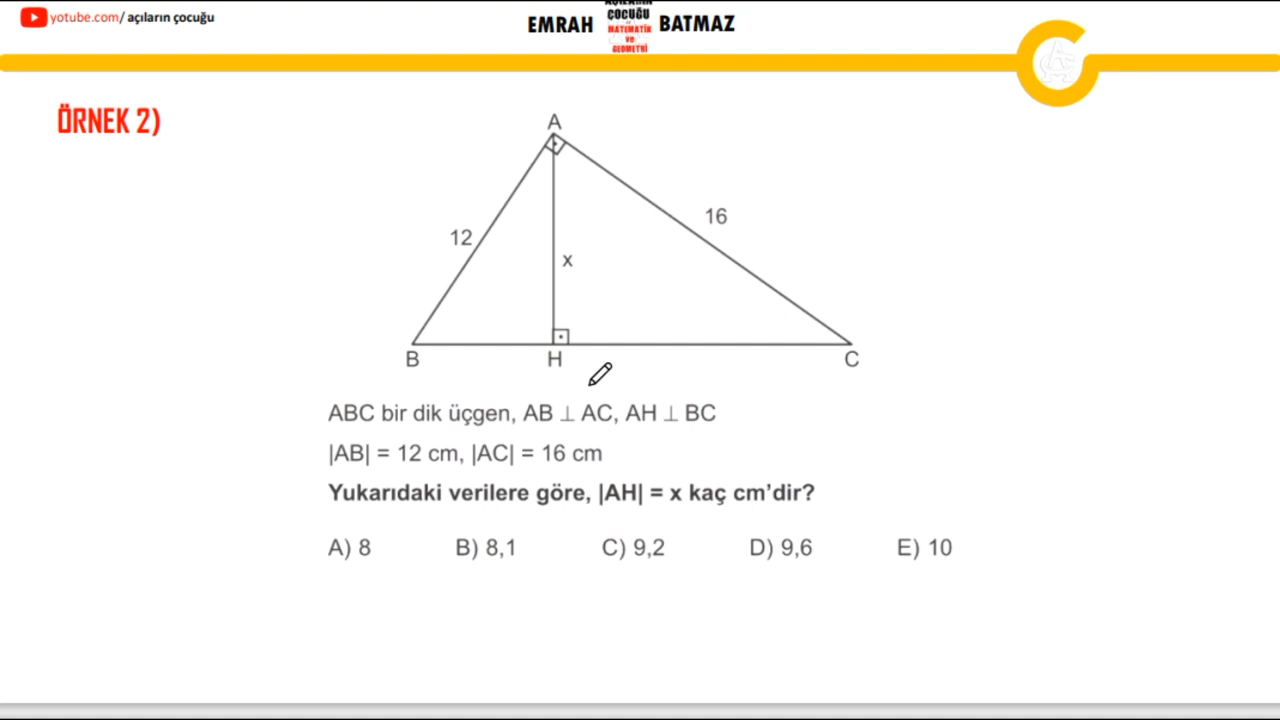 yotube.com/ açıların çocuğu
EMRAH
AÇILARIN
ÇOCUĞU
MATEMATİK
ve
GEOMETRİ
BATMAZ
ÖRNEK 2)
A
12
16
x
B
H
C
ABC bir dik üçgen, AB ⊥ AC, AH ⊥ BC
|AB| = 12 cm, |AC| = 16 cm
Yukarıdaki verilere göre, |AH| = x kaç cm'dir?
A) 8 B) 8,1 C) 9,2 D) 9,6 E) 10